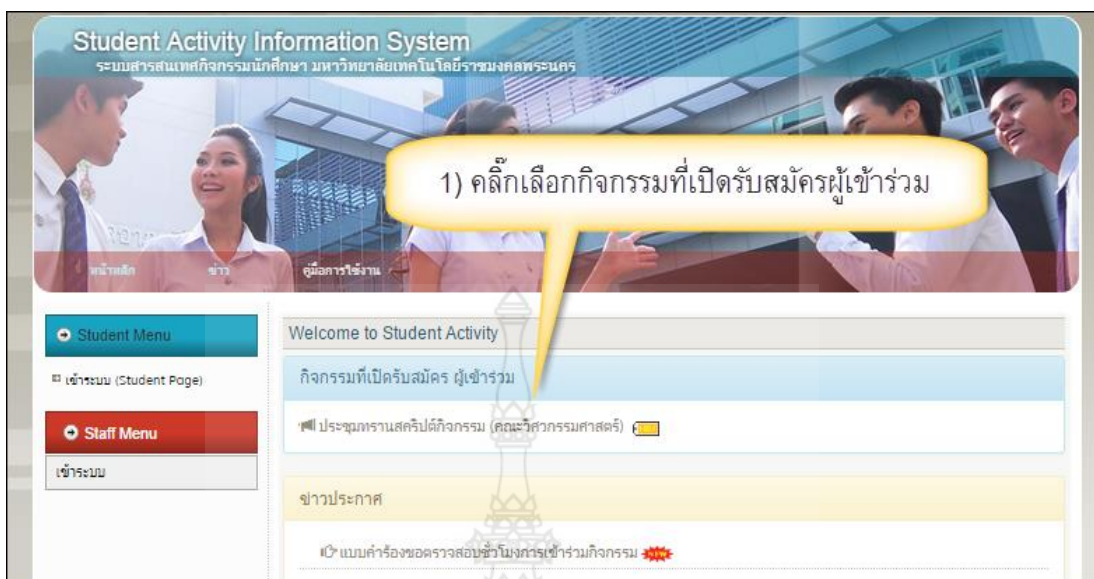 Student Activity Information System
ระบบสารสนเทศกิจกรรมนักศึกษา มหาวิทยาลัยเทคโนโลยีราชมงคลพระนคร
1) คลิ๊กเลือกกิจกรรมที่เปิดรับสมัครผู้เข้าร่วม
หน้าหลัก ข่าว คู่มือการใช้งาน
Student Menu
เข้าระบบ (Student Page)
Staff Menu
เข้าระบบ
Welcome to Student Activity
กิจกรรมที่เปิดรับสมัคร ผู้เข้าร่วม
ประชุมทรานสคริปต์กิจกรรม (คณะวิศวกรรมศาสตร์)
ข่าวประกาศ
แบบคำร้องขอตรวจสอบชั่วโมงการเข้าร่วมกิจกรรม NEW